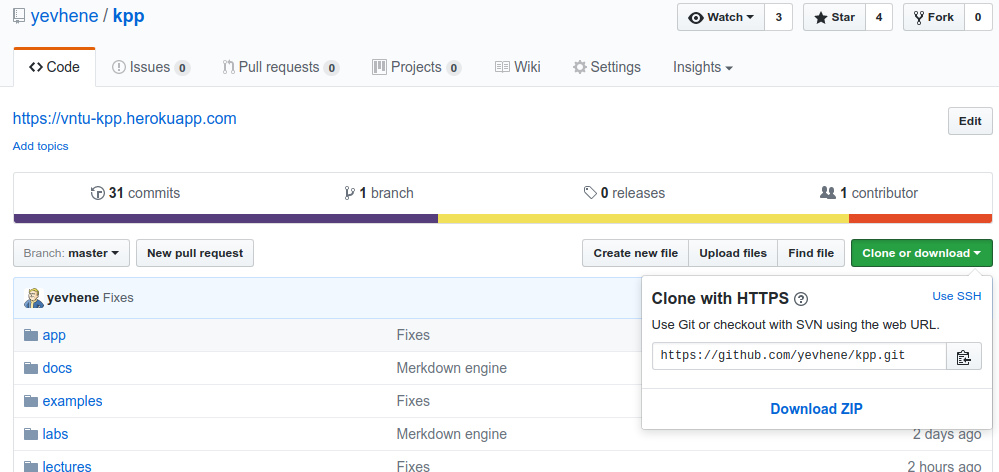 yevhene / kpp Watch 3 Star 4 Fork 0
Code Issues 0 Pull requests 0 Projects 0 Wiki Settings Insights
https://vntu-kpp.herokuapp.com Edit
Add topics
31 commits 1 branch 0 releases 1 contributor
Branch: master New pull request Create new file Upload files Find file Clone or download
yevhene Fixes
Clone with HTTPS ? Use SSH
Use Git or checkout with SVN using the web URL.
https://github.com/yevhene/kpp.git
Download ZIP
app Fixes
docs Markdown engine
examples Fixes
labs Markdown engine 2 days ago
lectures Fixes 2 hours ago